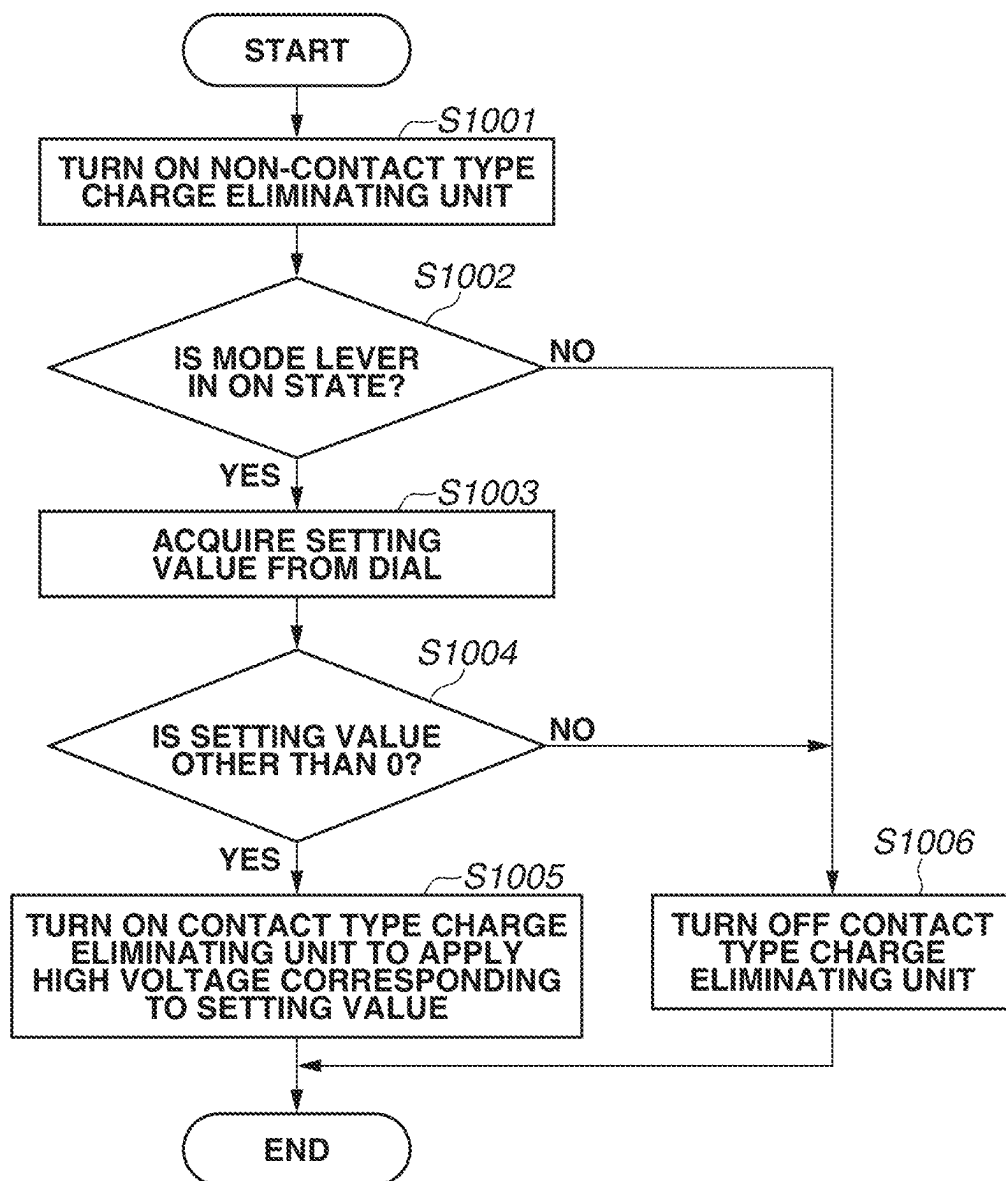 START
S1001
TURN ON NON-CONTACT TYPE
CHARGE ELIMINATING UNIT
S1002
IS MODE LEVER
IN ON STATE?
NO
YES
S1003
ACQUIRE SETTING
VALUE FROM DIAL
S1004
IS SETTING VALUE
OTHER THAN 0?
NO
YES
S1005
TURN ON CONTACT TYPE CHARGE
ELIMINATING UNIT TO APPLY
HIGH VOLTAGE CORRESPONDING
TO SETTING VALUE
S1006
TURN OFF CONTACT
TYPE CHARGE
ELIMINATING UNIT
END